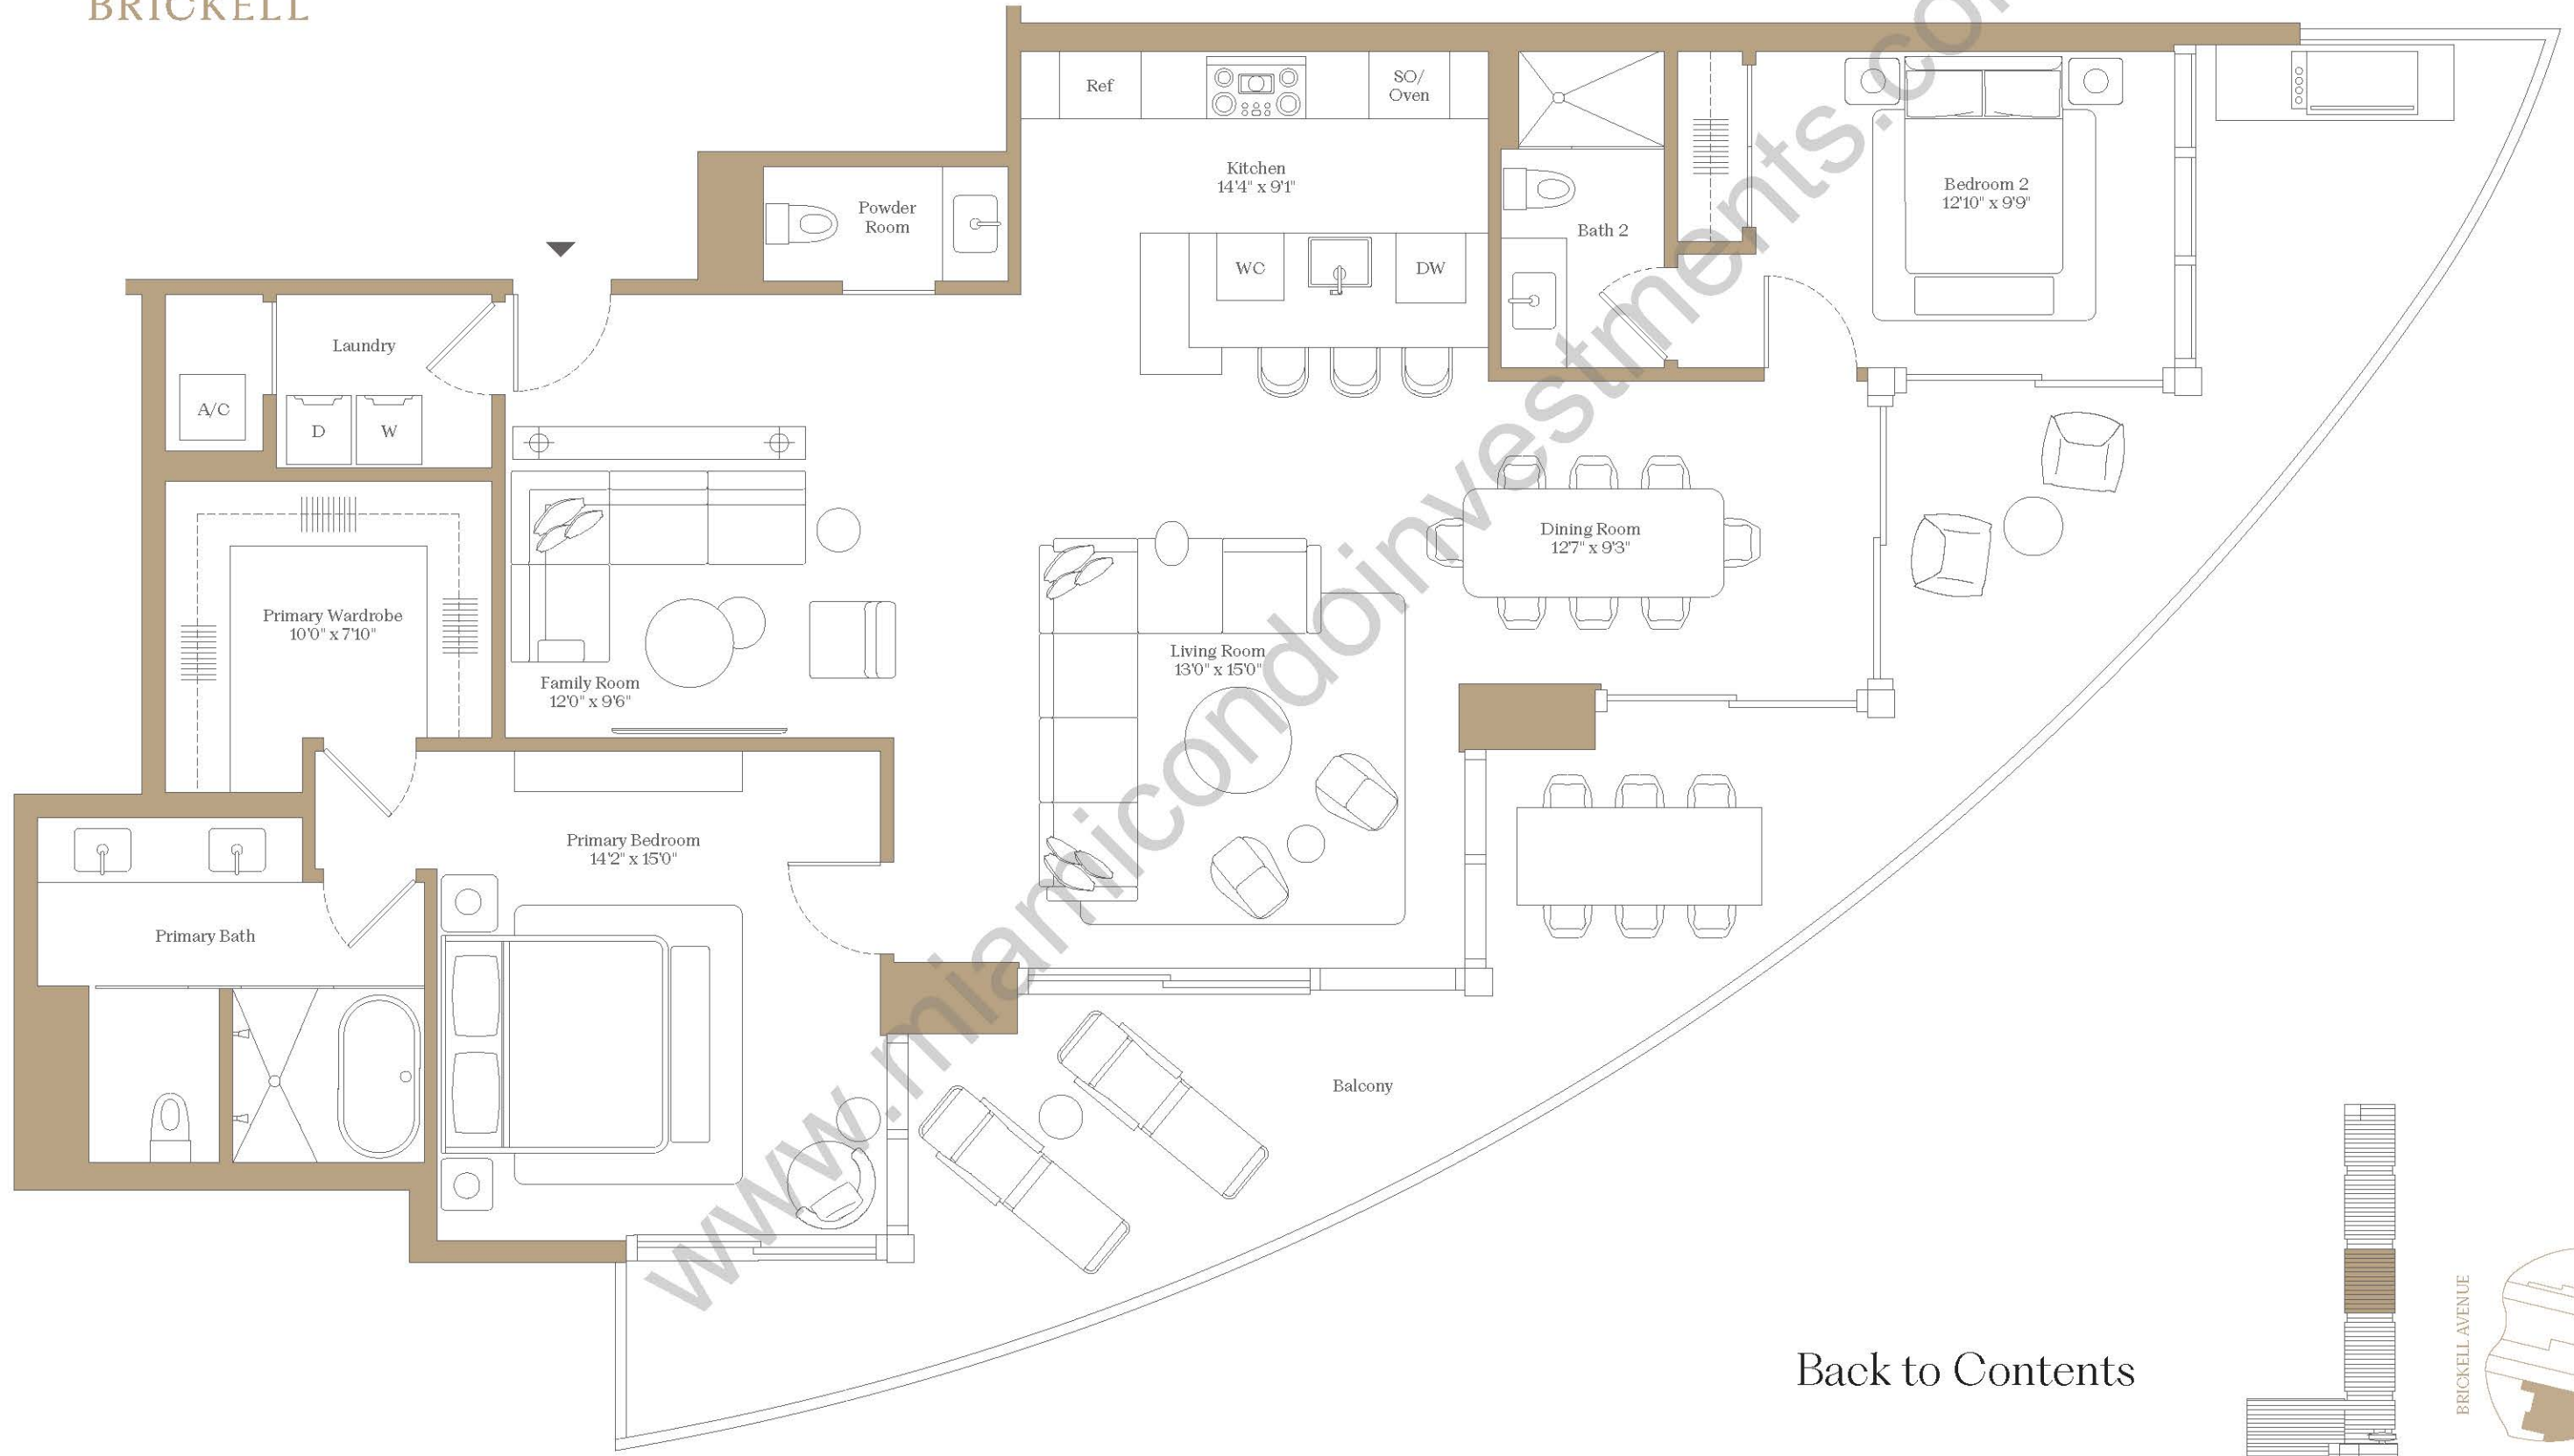 BRICKELL
Ref
SO/
Oven
Kitchen
14'4" x 9'1"
Powder
Room
Bath 2
Bedroom 2
12'10" x 9'9"
WC
DW
Laundry
A/C
D
W
Dining Room
12'7" x 9'3"
Primary Wardrobe
10'0" x 7'10"
Living Room
13'0" x 15'0"
Family Room
12'0" x 9'6"
Primary Bedroom
14'2" x 15'0"
Primary Bath
Balcony
www.miamicondoinvestments.com
Back to Contents
BRICKELL AVENUE